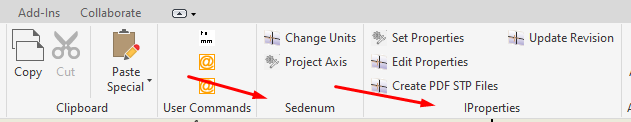 Add-Ins Collaborate
Copy
Cut
Paste
Special
Clipboard
mm
@
@
User Commands
Change Units
Project Axis
Sedenum
Set Properties
Edit Properties
Create PDF STP Files
Update Revision
IProperties